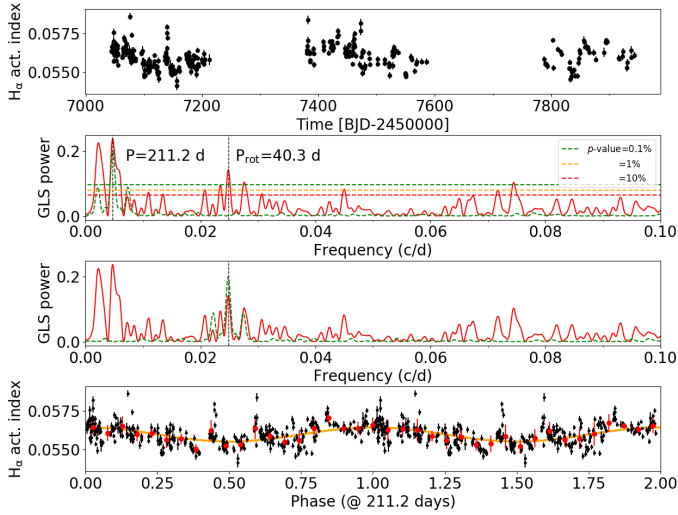 Hα act. index
0.0575
0.0550
7000 7200 7400 7600 7800
Time [BJD-2450000]
GLS power
0.2
0.0
P=211.2 d
Prot=40.3 d
p-value=0.1%
=1%
=10%
0.00 0.02 0.04 0.06 0.08 0.10
Frequency (c/d)
GLS power
0.2
0.0
0.00 0.02 0.04 0.06 0.08 0.10
Frequency (c/d)
Hα act. index
0.0575
0.0550
0.00 0.25 0.50 0.75 1.00 1.25 1.50 1.75 2.00
Phase (@ 211.2 days)